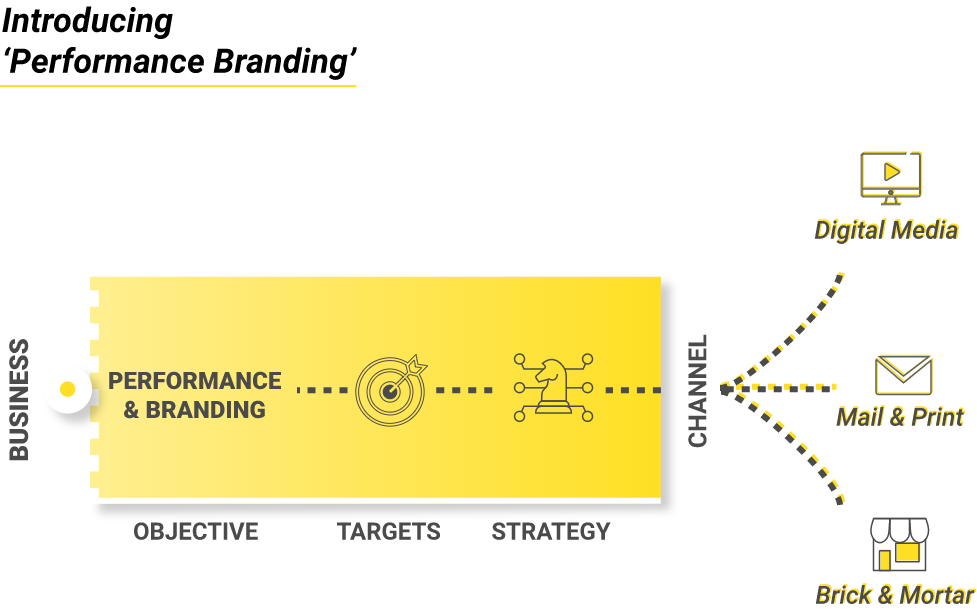 Introducing
‘Performance Branding’
Digital Media
BUSINESS
PERFORMANCE
& BRANDING
CHANNEL
Mail & Print
OBJECTIVE
TARGETS
STRATEGY
Brick & Mortar